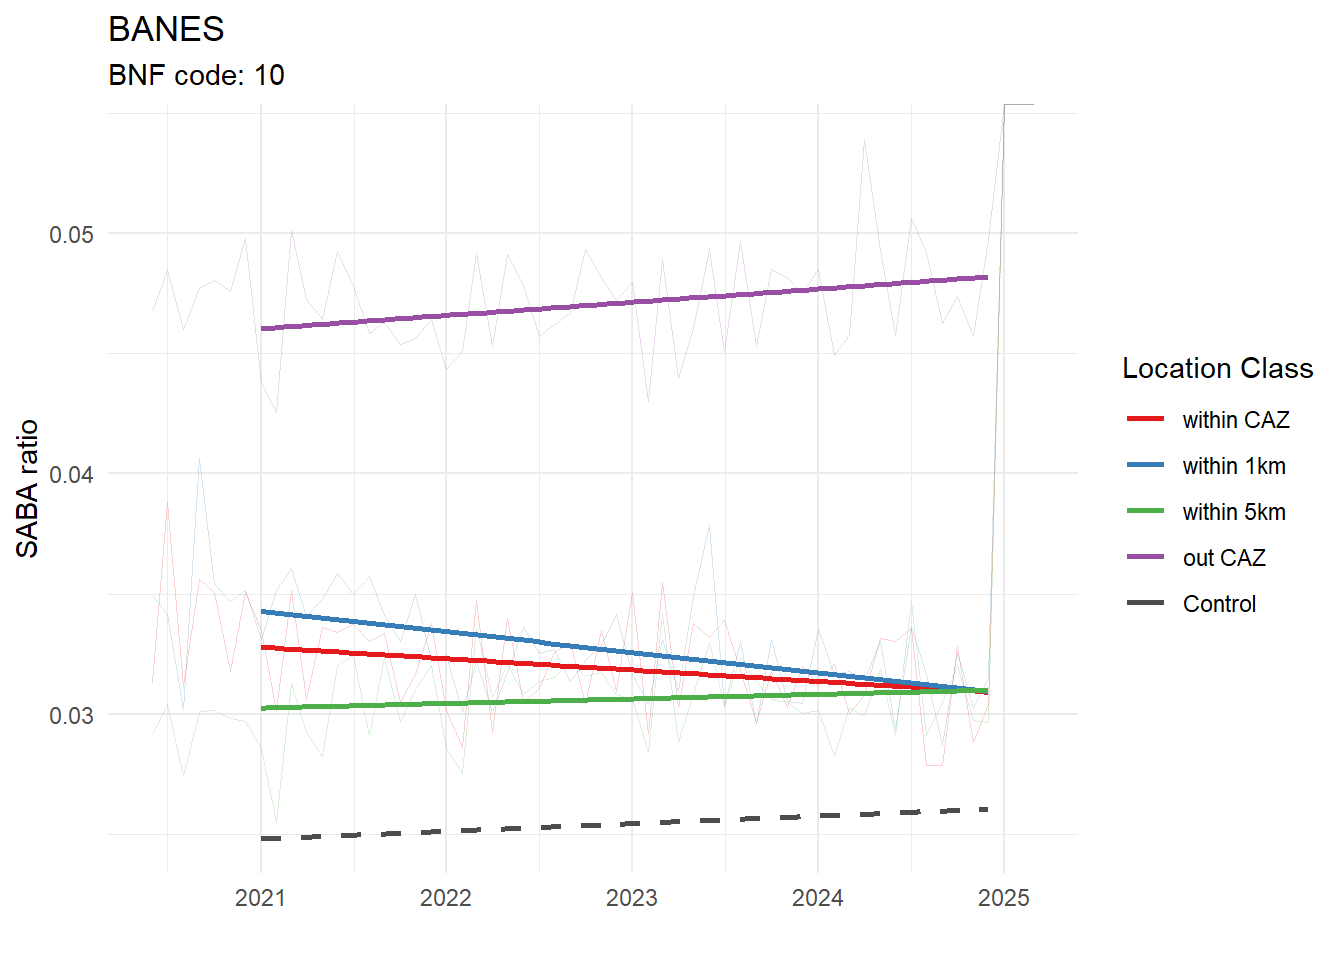 BANES
BNF code: 10
SABA ratio
0.05
0.04
0.03
2021 2022 2023 2024 2025
Location Class
within CAZ
within 1km
within 5km
out CAZ
Control